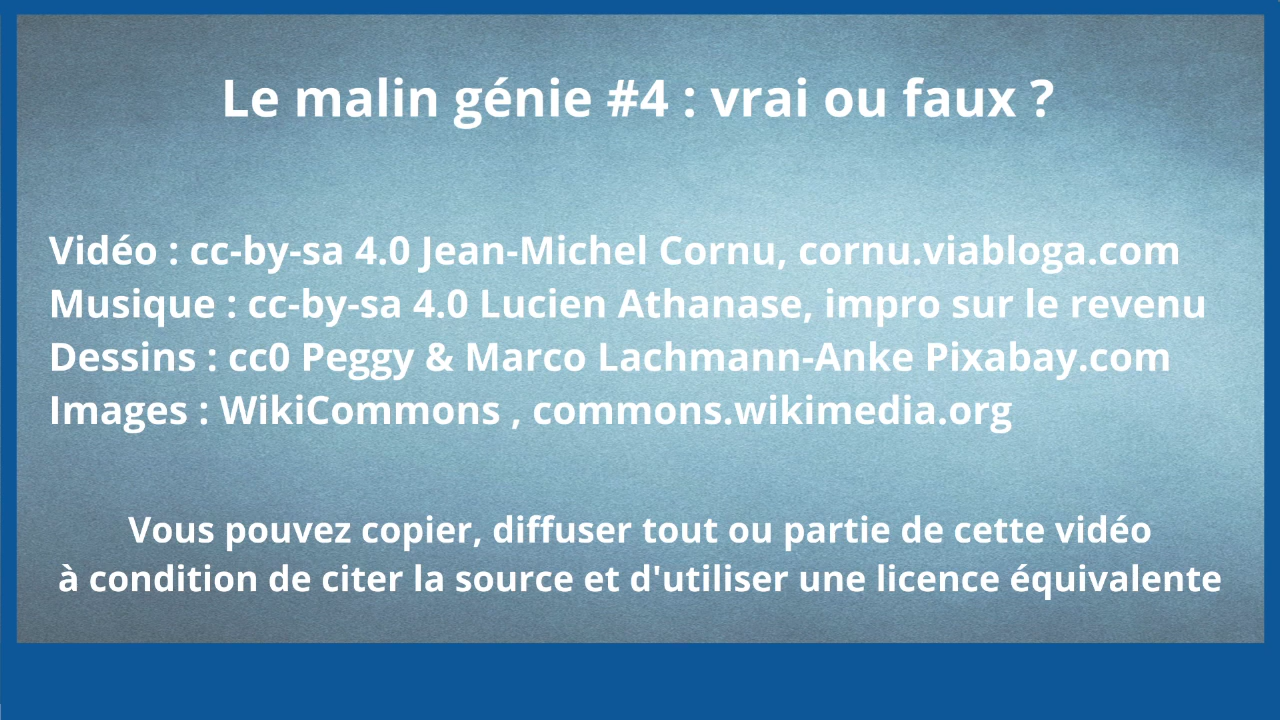 Le malin génie #4 : vrai ou faux ?
Vidéo : cc-by-sa 4.0 Jean-Michel Cornu, cornu.viabloga.com
Musique : cc-by-sa 4.0 Lucien Athanase, impro sur le revenu
Dessins : cc0 Peggy & Marco Lachmann-Anke Pixabay.com
Images : WikiCommons , commons.wikimedia.org
Vous pouvez copier, diffuser tout ou partie de cette vidéo
à condition de citer la source et d'utiliser une licence équivalente